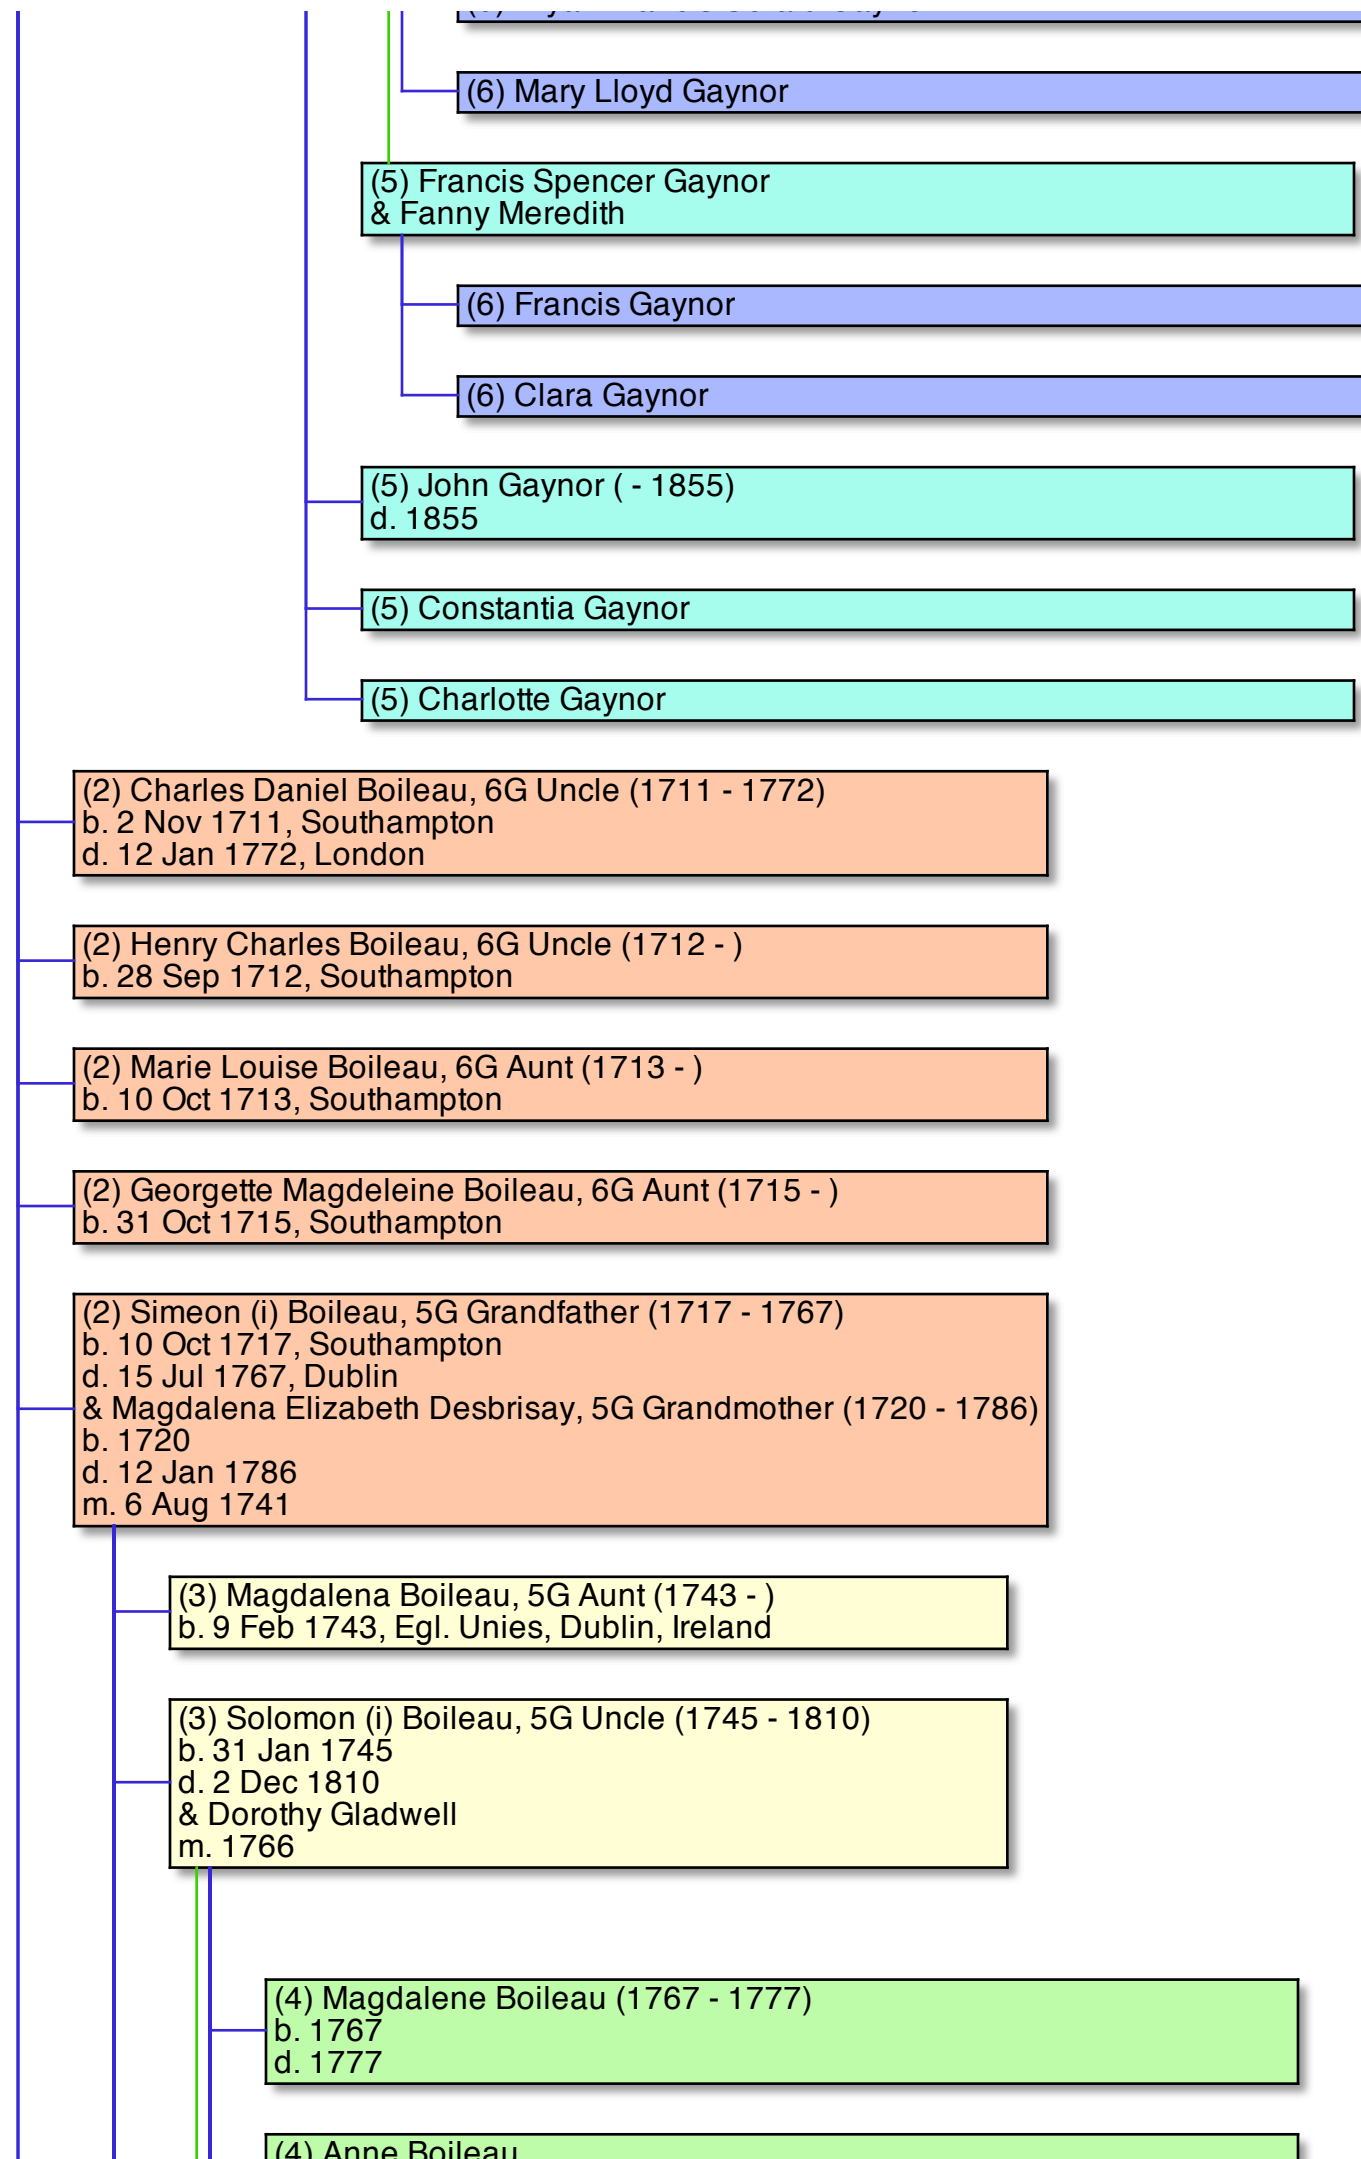 (6) Mary Lloyd Gaynor
(5) Francis Spencer Gaynor
& Fanny Meredith
(6) Francis Gaynor
(6) Clara Gaynor
(5) John Gaynor ( - 1855)
d. 1855
(5) Constantia Gaynor
(5) Charlotte Gaynor
(2) Charles Daniel Boileau, 6G Uncle (1711 - 1772)
b. 2 Nov 1711, Southampton
d. 12 Jan 1772, London
(2) Henry Charles Boileau, 6G Uncle (1712 - )
b. 28 Sep 1712, Southampton
(2) Marie Louise Boileau, 6G Aunt (1713 - )
b. 10 Oct 1713, Southampton
(2) Georgette Magdeleine Boileau, 6G Aunt (1715 - )
b. 31 Oct 1715, Southampton
(2) Simeon (i) Boileau, 5G Grandfather (1717 - 1767)
b. 10 Oct 1717, Southampton
d. 15 Jul 1767, Dublin
& Magdalena Elizabeth Desbrisay, 5G Grandmother (1720 - 1786)
b. 1720
d. 12 Jan 1786
m. 6 Aug 1741
(3) Magdalena Boileau, 5G Aunt (1743 - )
b. 9 Feb 1743, Egl. Unies, Dublin, Ireland
(3) Solomon (i) Boileau, 5G Uncle (1745 - 1810)
b. 31 Jan 1745
d. 2 Dec 1810
& Dorothy Gladwell
m. 1766
(4) Magdalene Boileau (1767 - 1777)
b. 1767
d. 1777
(4) Anne Boileau